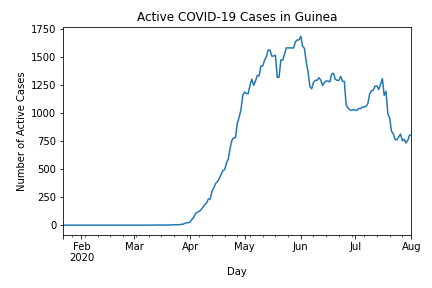 Active COVID-19 Cases in Guinea
Number of Active Cases
1750
1500
1250
1000
750
500
250
0
Feb
2020
Mar
Apr
May
Jun
Jul
Aug
Day